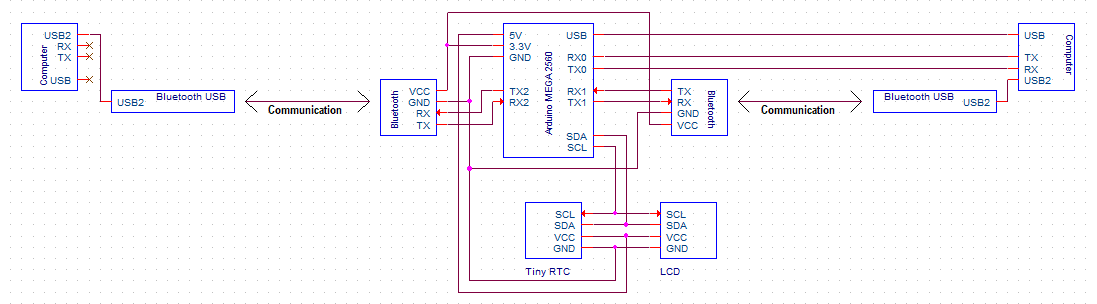 Computer
USB2
RX
TX
USB
Bluetooth USB
USB2
Communication
Bluetooth
VCC
GND
RX
TX
Arduino MEGA 2560
5V
3.3V
GND
TX2
RX2
USB
RX0
TX0
RX1
TX1
SDA
SCL
TX
RX
GND
VCC
Bluetooth
Communication
Bluetooth USB
USB2
USB
TX
RX
USB2
Computer
SCL
SDA
VCC
GND
Tiny RTC
SCL
SDA
VCC
GND
LCD